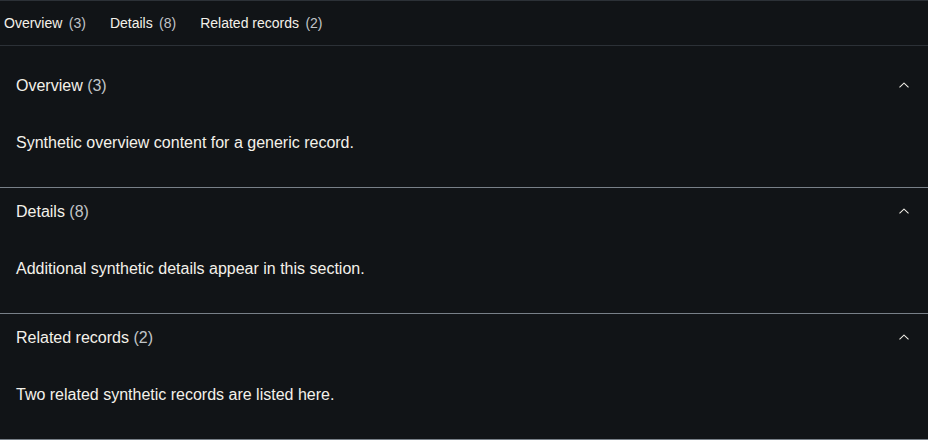 Overview (3) Details (8) Related records (2)
Overview (3)
Synthetic overview content for a generic record.
Details (8)
Additional synthetic details appear in this section.
Related records (2)
Two related synthetic records are listed here.